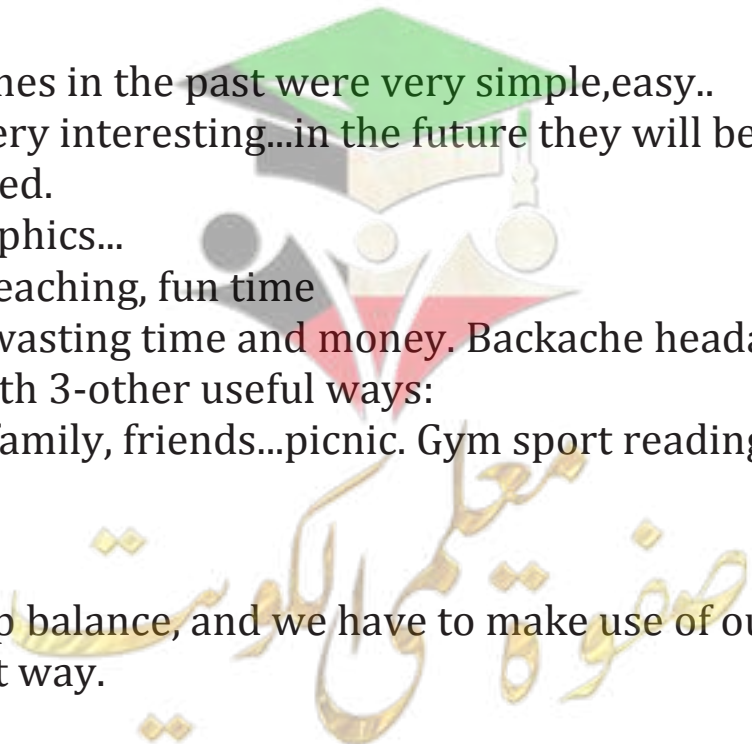 nes in the past were very simple,easy..
ery interesting...in the future they will be
ed.
phics...
eaching, fun time
wasting time and money. Backache heada
th 3-other useful ways:
family, friends...picnic. Gym sport reading
صفوة معلمى الكويت
p balance, and we have to make use of ou
t way.